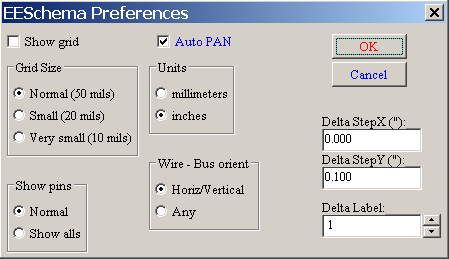 EESchema Preferences
Show grid
Auto PAN
OK
Cancel
Grid Size
Normal (50 mils)
Small (20 mils)
Very small (10 mils)
Units
millimeters
inches
Delta StepX ("):
0.000
Delta StepY ("):
0.100
Wire - Bus orient
Horiz/Vertical
Any
Show pins
Normal
Show alls
Delta Label:
1